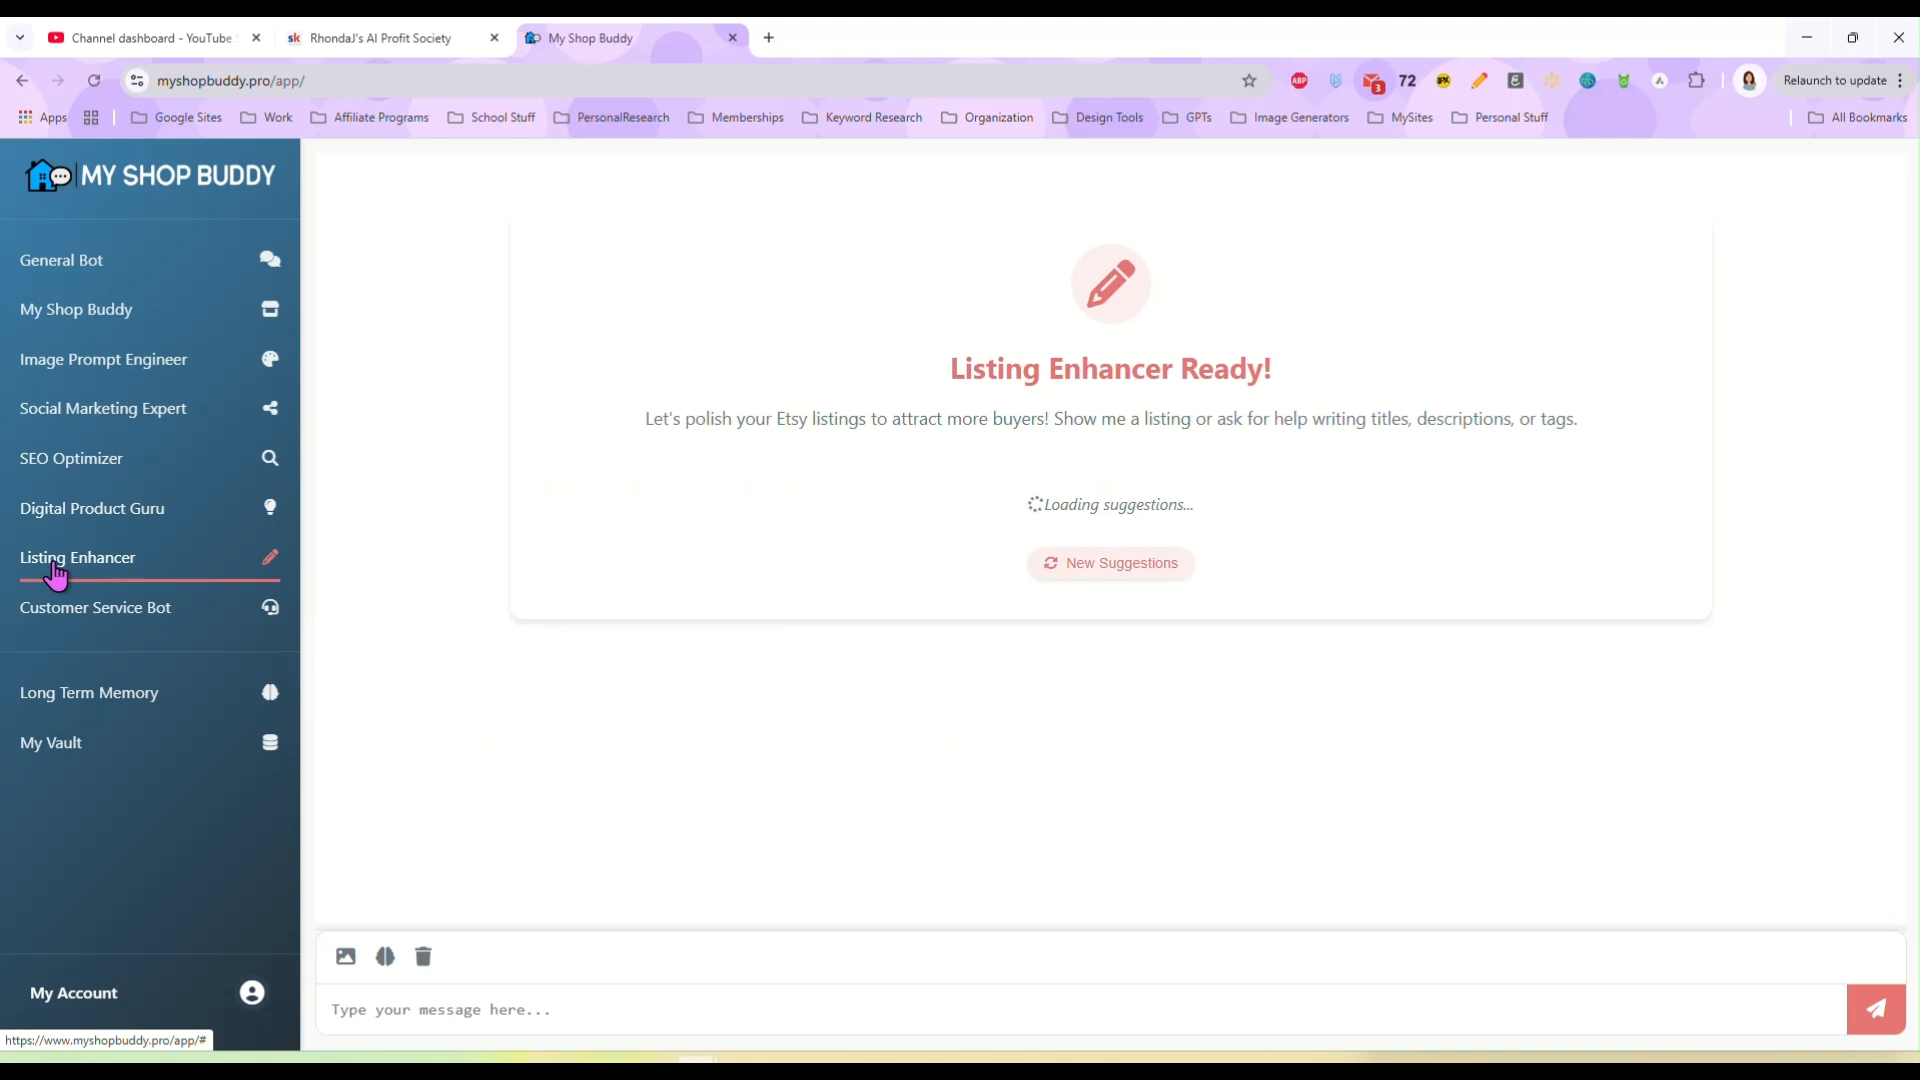 Channel dashboard - YouTube
sk RhondaJ's AI Profit Society
My Shop Buddy
myshopbuddy.pro/app/
ABP
3
72
Relaunch to update
Apps
Google Sites
Work
Affiliate Programs
School Stuff
PersonalResearch
Memberships
Keyword Research
Organization
Design Tools
GPTs
Image Generators
MySites
Personal Stuff
All Bookmarks
MY SHOP BUDDY
General Bot
My Shop Buddy
Image Prompt Engineer
Social Marketing Expert
SEO Optimizer
Digital Product Guru
Listing Enhancer
Customer Service Bot
Long Term Memory
My Vault
My Account
https://www.myshopbuddy.pro/app/#
Listing Enhancer Ready!
Let's polish your Etsy listings to attract more buyers! Show me a listing or ask for help writing titles, descriptions, or tags.
Loading suggestions...
New Suggestions
Type your message here...